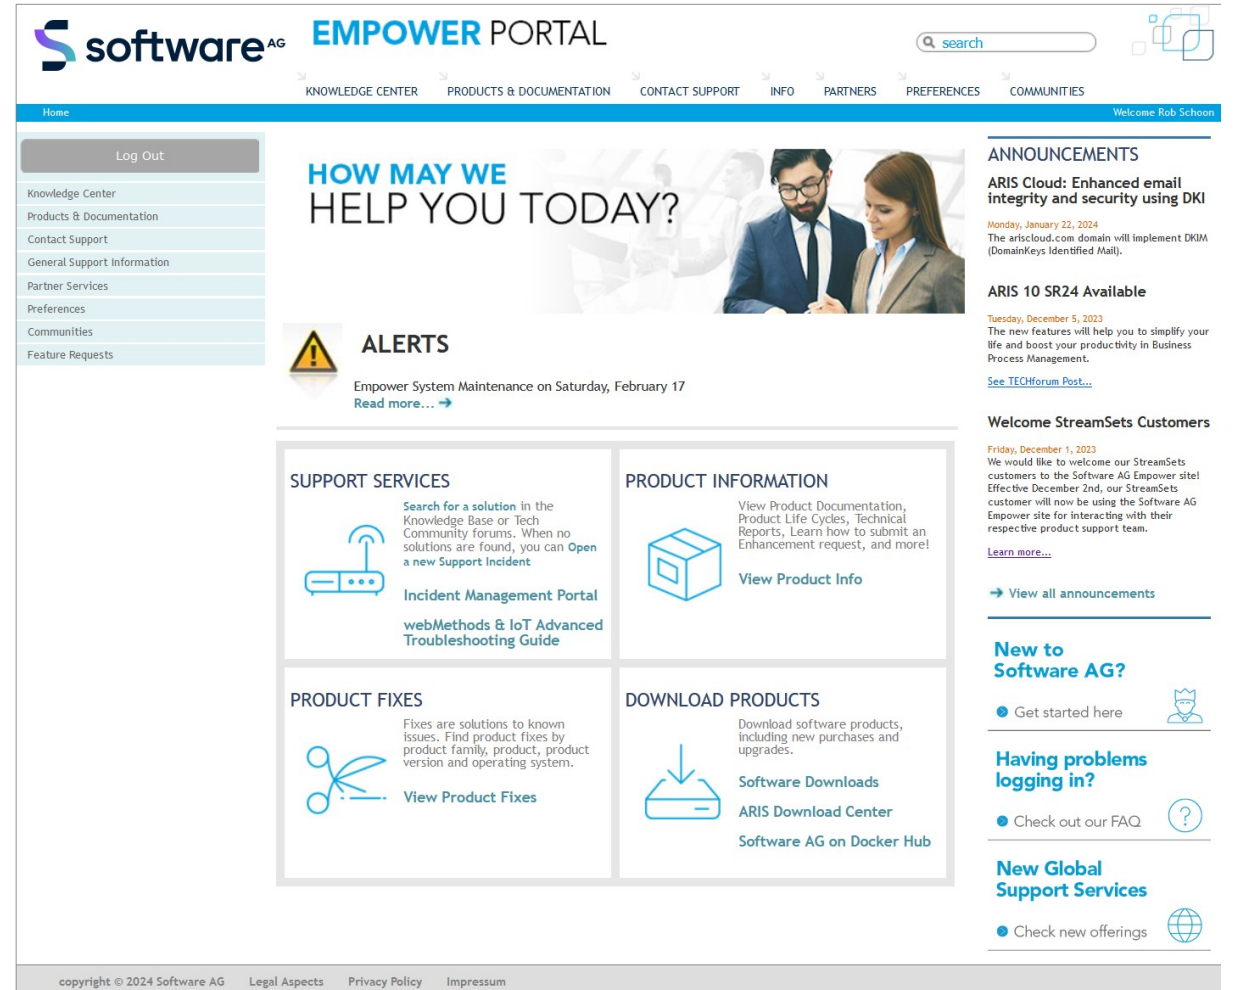 software AG
EMPOWER PORTAL
search
KNOWLEDGE CENTER
PRODUCTS & DOCUMENTATION
CONTACT SUPPORT
INFO
PARTNERS
PREFERENCES
COMMUNITIES
Home
Welcome Rob Schoon
Log Out
Knowledge Center
Products & Documentation
Contact Support
General Support Information
Partner Services
Preferences
Communities
Feature Requests
HOW MAY WE
HELP YOU TODAY?
ALERTS
Empower System Maintenance on Saturday, February 17
Read more...
SUPPORT SERVICES
Search for a solution in the
Knowledge Base or Tech
Community forums. When no
solutions are found, you can Open
a new Support Incident
Incident Management Portal
webMethods & IoT Advanced
Troubleshooting Guide
PRODUCT INFORMATION
View Product Documentation,
Product Life Cycles, Technical
Reports, Learn how to submit an
Enhancement request, and more!
View Product Info
PRODUCT FIXES
Fixes are solutions to known
issues. Find product fixes by
product family, product, product
version and operating system.
View Product Fixes
DOWNLOAD PRODUCTS
Download software products,
including new purchases and
upgrades.
Software Downloads
ARIS Download Center
Software AG on Docker Hub
ANNOUNCEMENTS
ARIS Cloud: Enhanced email
integrity and security using DKI
Monday, January 22, 2024
The ariscloud.com domain will implement DKIM
(DomainKeys Identified Mail).
ARIS 10 SR24 Available
Tuesday, December 5, 2023
The new features will help you to simplify your
life and boost your productivity in Business
Process Management.
See TECHforum Post...
Welcome StreamSets Customers
Friday, December 1, 2023
We would like to welcome our StreamSets
customers to the Software AG Empower site!
Effective December 2nd, our StreamSets
customer will now be using the Software AG
Empower site for interacting with their
respective product support team.
Learn more...
View all announcements
New to
Software AG?
Get started here
Having problems
logging in?
Check out our FAQ
?
New Global
Support Services
Check new offerings
copyright © 2024 Software AG
Legal Aspects
Privacy Policy
Impressum